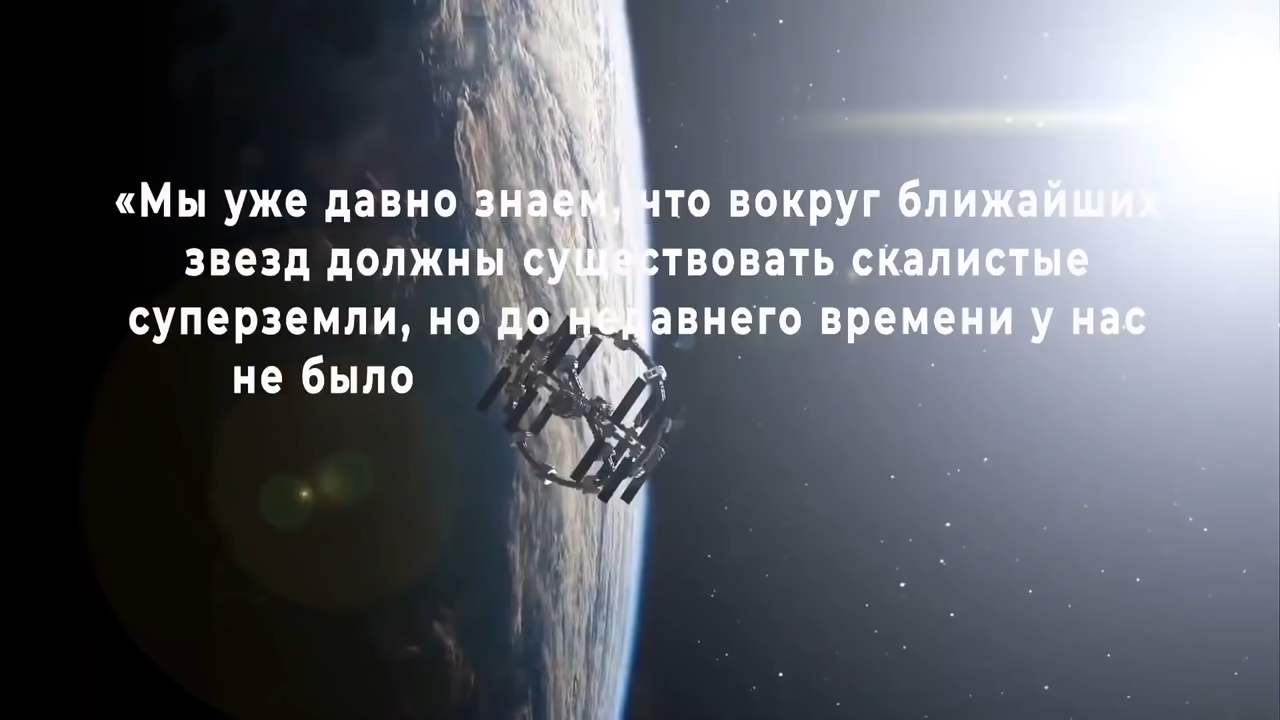 «Мы уже давно знаем, что вокруг ближайших
звезд должны существовать скалистые
суперземли, но до недавнего времени у нас
не было